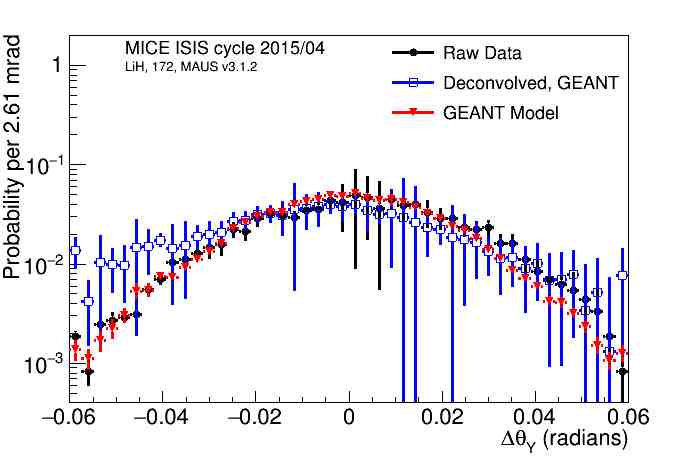 MICE ISIS cycle 2015/04
LiH, 172, MAUS v3.1.2
Raw Data
Deconvolved, GEANT
GEANT Model
Probability per 2.61 mrad
1
10⁻¹
10⁻²
10⁻³
−0.06 −0.04 −0.02 0 0.02 0.04 0.06
Δθ_Y (radians)